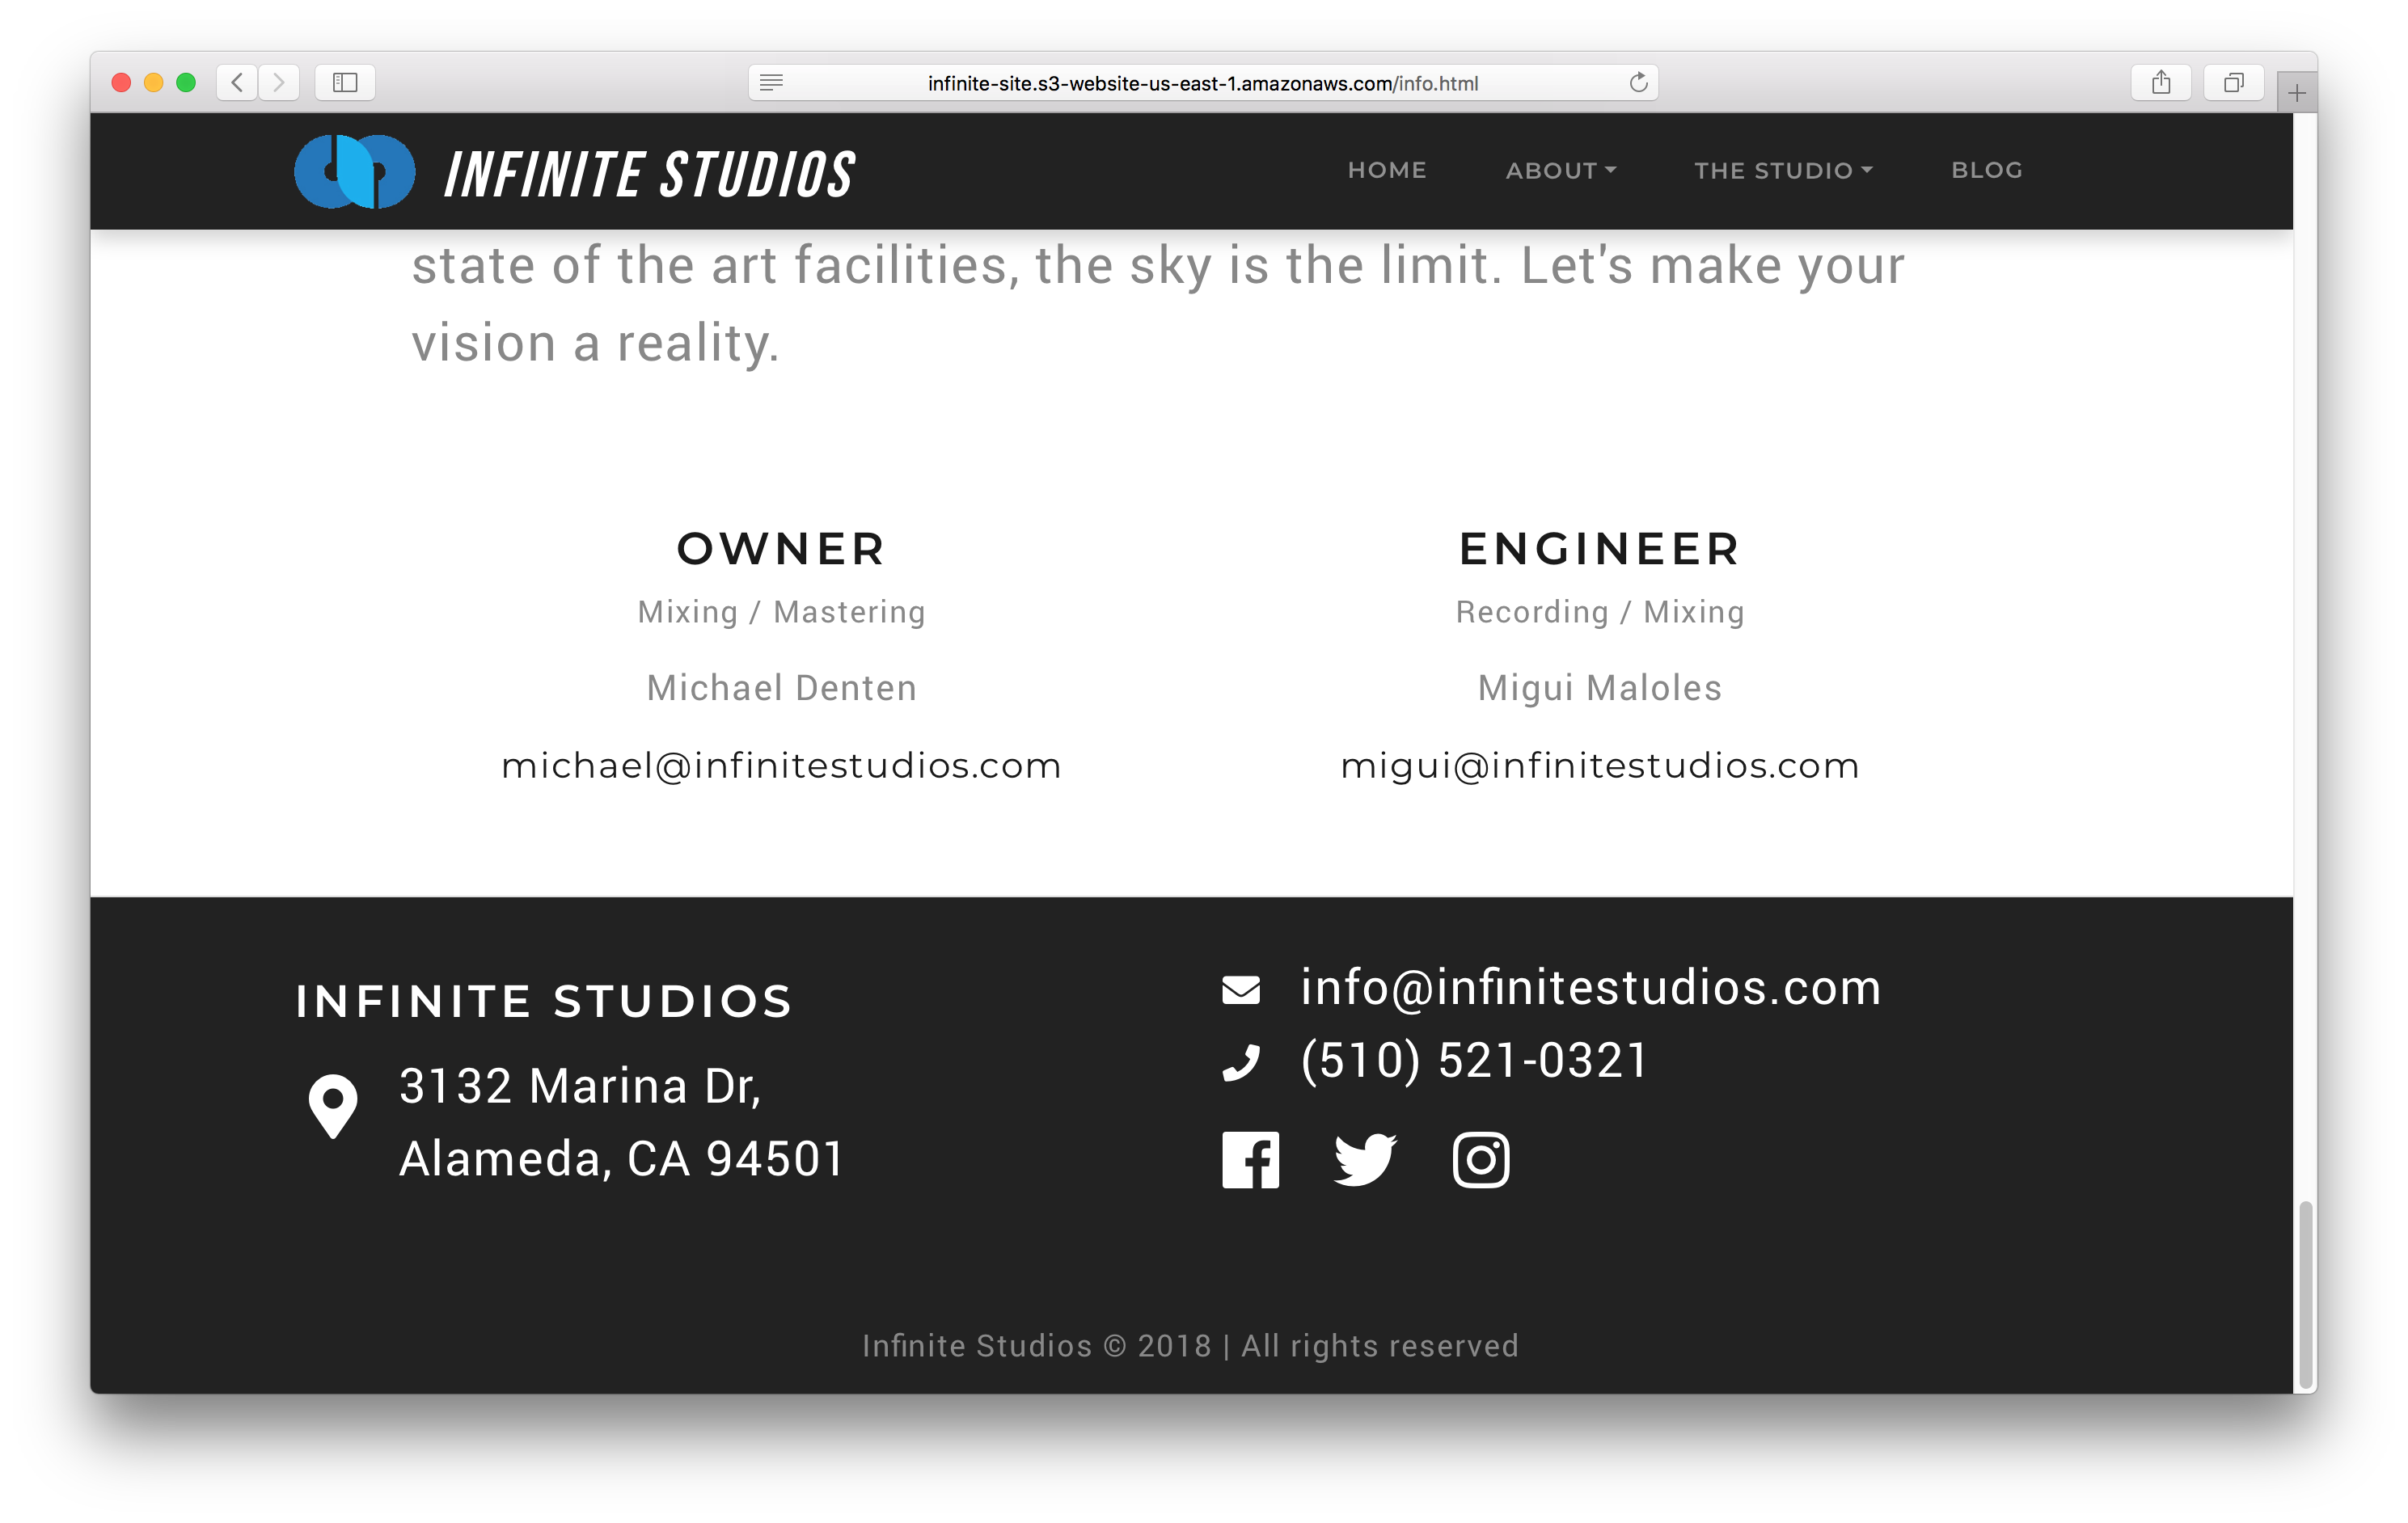 infinite-site.s3-website-us-east-1.amazonaws.com/info.html
INFINITE STUDIOS
HOME ABOUT THE STUDIO BLOG
state of the art facilities, the sky is the limit. Let's make your
vision a reality.
OWNER
Mixing / Mastering
Michael Denten
michael@infinitestudios.com
ENGINEER
Recording / Mixing
Migui Maloles
migui@infinitestudios.com
INFINITE STUDIOS
3132 Marina Dr,
Alameda, CA 94501
info@infinitestudios.com
(510) 521-0321
Infinite Studios © 2018 | All rights reserved